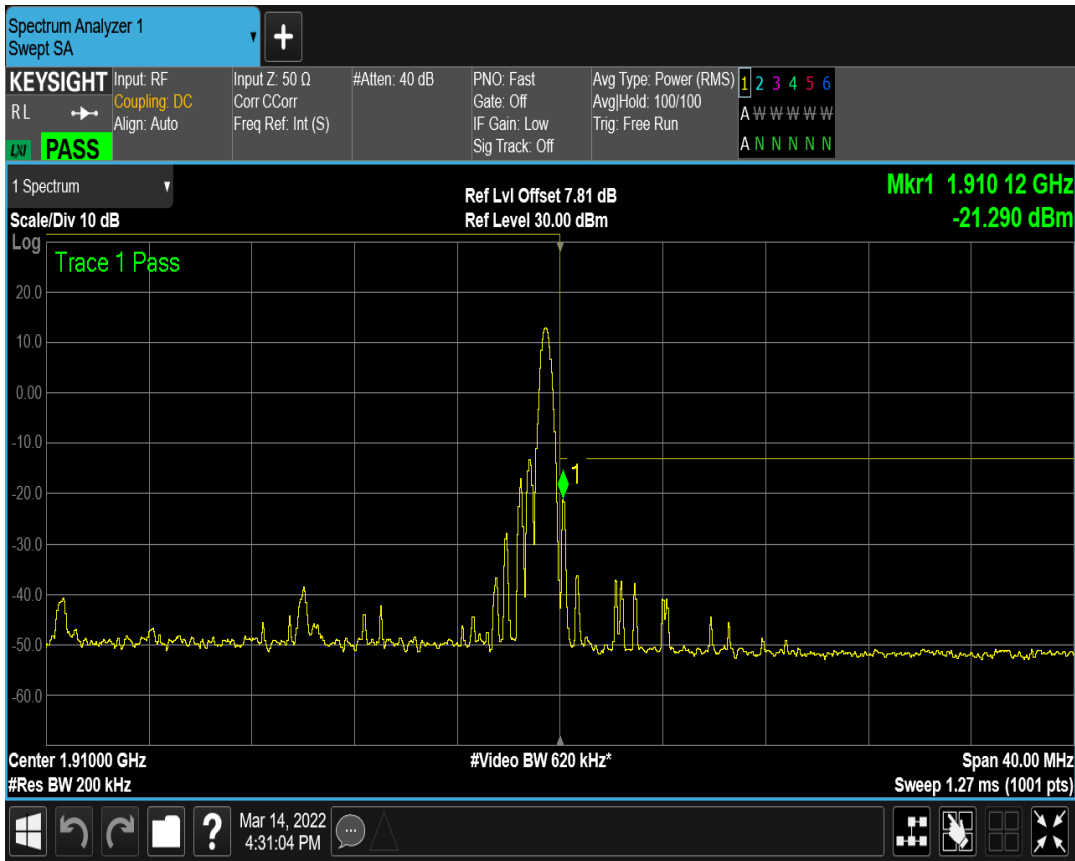 Spectrum Analyzer 1
Swept SA
+
KEYSIGHT
RL
LXI PASS
Input: RF
Coupling: DC
Align: Auto
Input Z: 50 Ω
Corr CCorr
Freq Ref: Int (S)
#Atten: 40 dB
PNO: Fast
Gate: Off
IF Gain: Low
Sig Track: Off
Avg Type: Power (RMS)
Avg|Hold: 100/100
Trig: Free Run
1 2 3 4 5 6
A W W W W W
A N N N N N
1 Spectrum
Scale/Div 10 dB
Ref Lvl Offset 7.81 dB
Ref Level 30.00 dBm
Mkr1 1.910 12 GHz
-21.290 dBm
Log
Trace 1 Pass
20.0
10.0
0.00
-10.0
1
-20.0
-30.0
-40.0
-50.0
-60.0
Center 1.91000 GHz
#Res BW 200 kHz
#Video BW 620 kHz*
Span 40.00 MHz
Sweep 1.27 ms (1001 pts)
?
Mar 14, 2022
4:31:04 PM